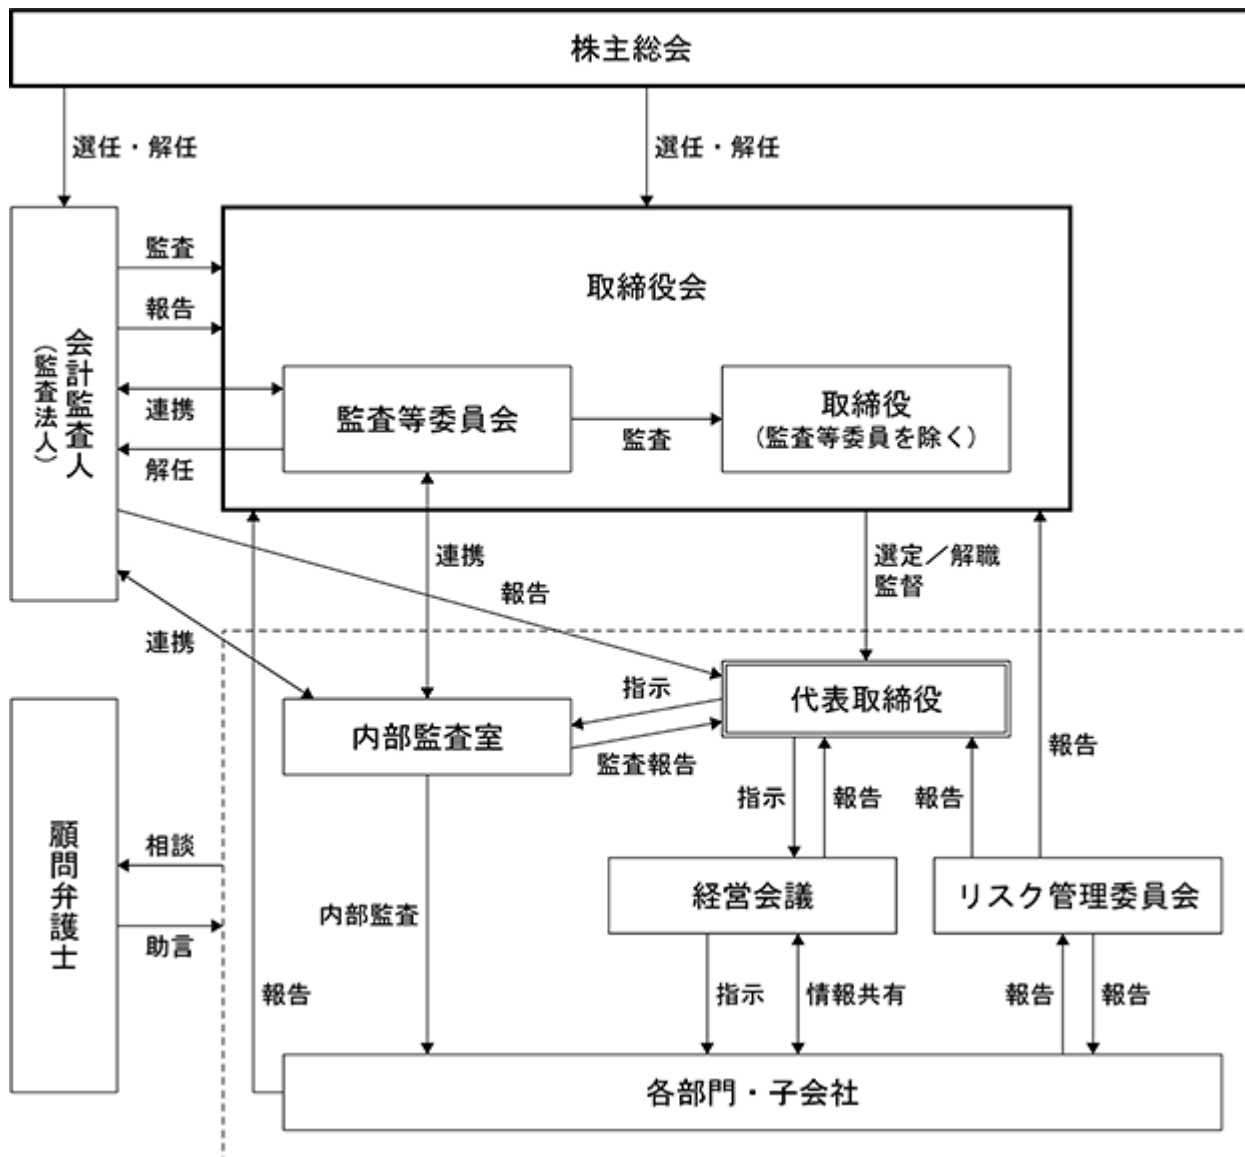 株主総会
選任・解任
選任・解任
監査
報告
連携
解任
会計監査人
（監査法人）
取締役会
監査等委員会
監査
取締役
（監査等委員を除く）
連携
報告
選定／解職
監督
連携
指示
代表取締役
内部監査室
監査報告
報告
指示
報告
報告
顧問弁護士
相談
助言
経営会議
リスク管理委員会
内部監査
報告
指示
情報共有
報告
報告
各部門・子会社